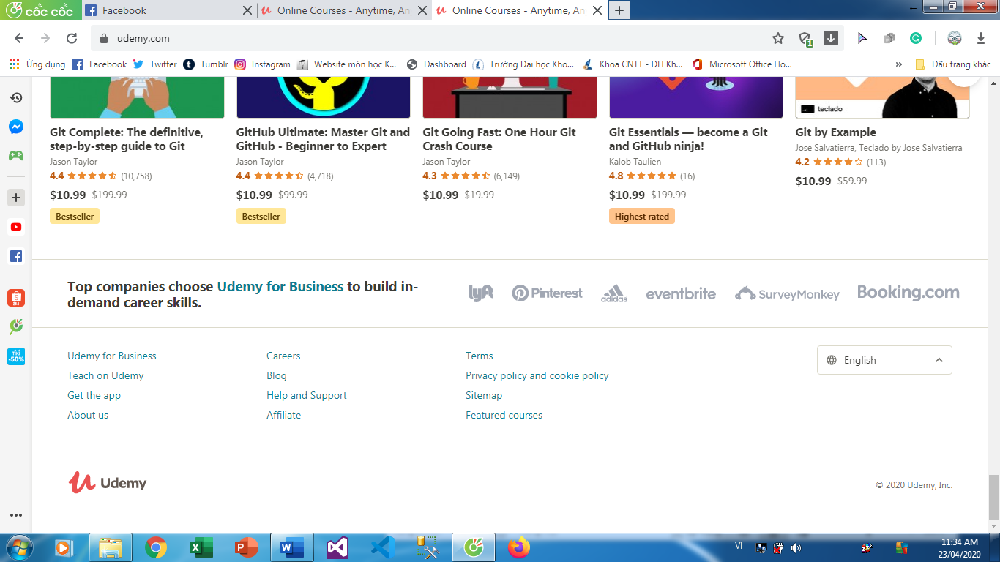 cốc cốc
Facebook
Online Courses - Anytime, An
Online Courses - Anytime, An
udemy.com
1
Ứng dụng
Facebook
Twitter
Tumblr
Instagram
Website môn học K...
Dashboard
Trường Đại học Kho...
Khoa CNTT - ĐH Kh...
Microsoft Office Ho...
»
Dấu trang khác
teclado
Git Complete: The definitive,
step-by-step guide to Git
Jason Taylor
4.4 (10,758)
$10.99 $199.99
Bestseller
GitHub Ultimate: Master Git and
GitHub - Beginner to Expert
Jason Taylor
4.4 (4,718)
$10.99 $99.99
Bestseller
Git Going Fast: One Hour Git
Crash Course
Jason Taylor
4.3 (6,149)
$10.99 $19.99
Git Essentials — become a Git
and GitHub ninja!
Kalob Taulien
4.8 (16)
$10.99 $199.99
Highest rated
Git by Example
Jose Salvatierra, Teclado by Jose Salvatierra
4.2 (113)
$10.99 $59.99
Top companies choose Udemy for Business to build in-
demand career skills.
lyft
Pinterest
adidas
eventbrite
SurveyMonkey
Booking.com
TIKI
-50%
Udemy for Business
Teach on Udemy
Get the app
About us
Careers
Blog
Help and Support
Affiliate
Terms
Privacy policy and cookie policy
Sitemap
Featured courses
English
Udemy
© 2020 Udemy, Inc.
VI
11:34 AM
23/04/2020